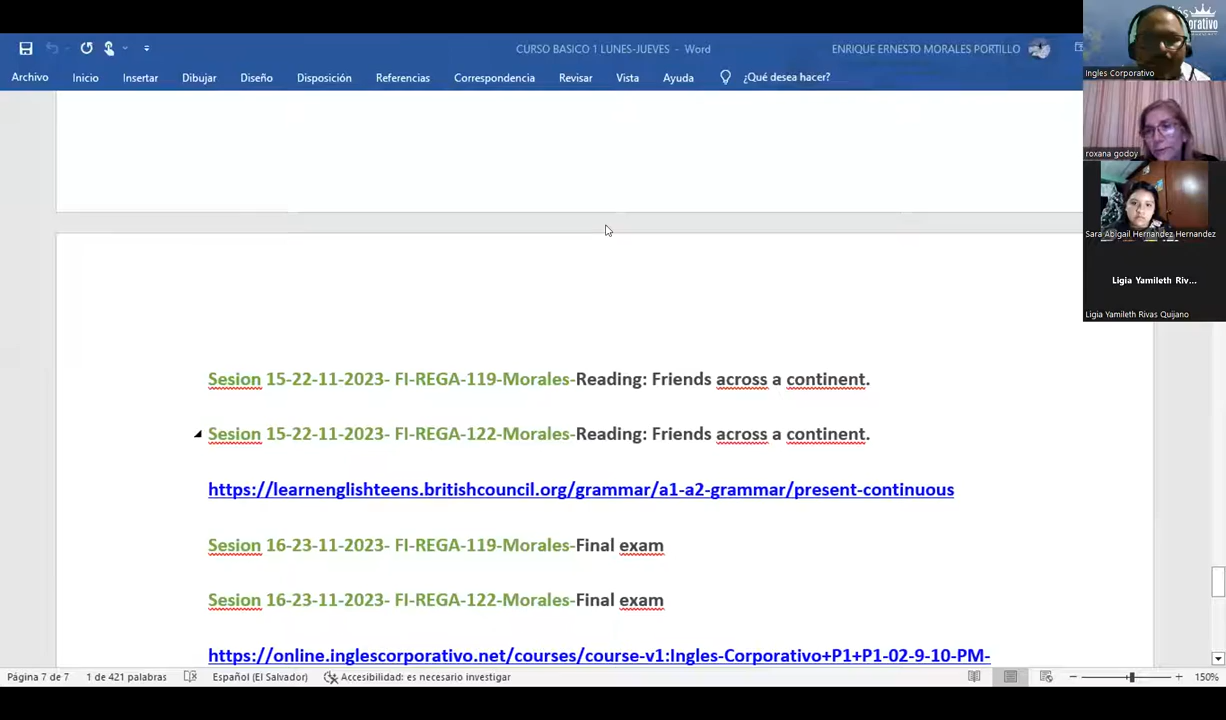 CURSO BASICO 1 LUNES-JUEVES - Word
ENRIQUE ERNESTO MORALES PORTILLO
Archivo Inicio Insertar Dibujar Diseño Disposición Referencias Correspondencia Revisar Vista Ayuda ¿Qué desea hacer?
Ingles Corporativo
roxana godoy
Sara Abigail Hernandez Hernandez
Ligia Yamileth Riv...
Ligia Yamileth Rivas Quijano
Sesion 15-22-11-2023- FI-REGA-119-Morales-Reading: Friends across a continent.
Sesion 15-22-11-2023- FI-REGA-122-Morales-Reading: Friends across a continent.
https://learnenglishteens.britishcouncil.org/grammar/a1-a2-grammar/present-continuous
Sesion 16-23-11-2023- FI-REGA-119-Morales-Final exam
Sesion 16-23-11-2023- FI-REGA-122-Morales-Final exam
https://online.inglescorporativo.net/courses/course-v1:Ingles-Corporativo+P1+P1-02-9-10-PM-
Página 7 de 7 1 de 421 palabras Español (El Salvador) Accesibilidad: es necesario investigar 150%